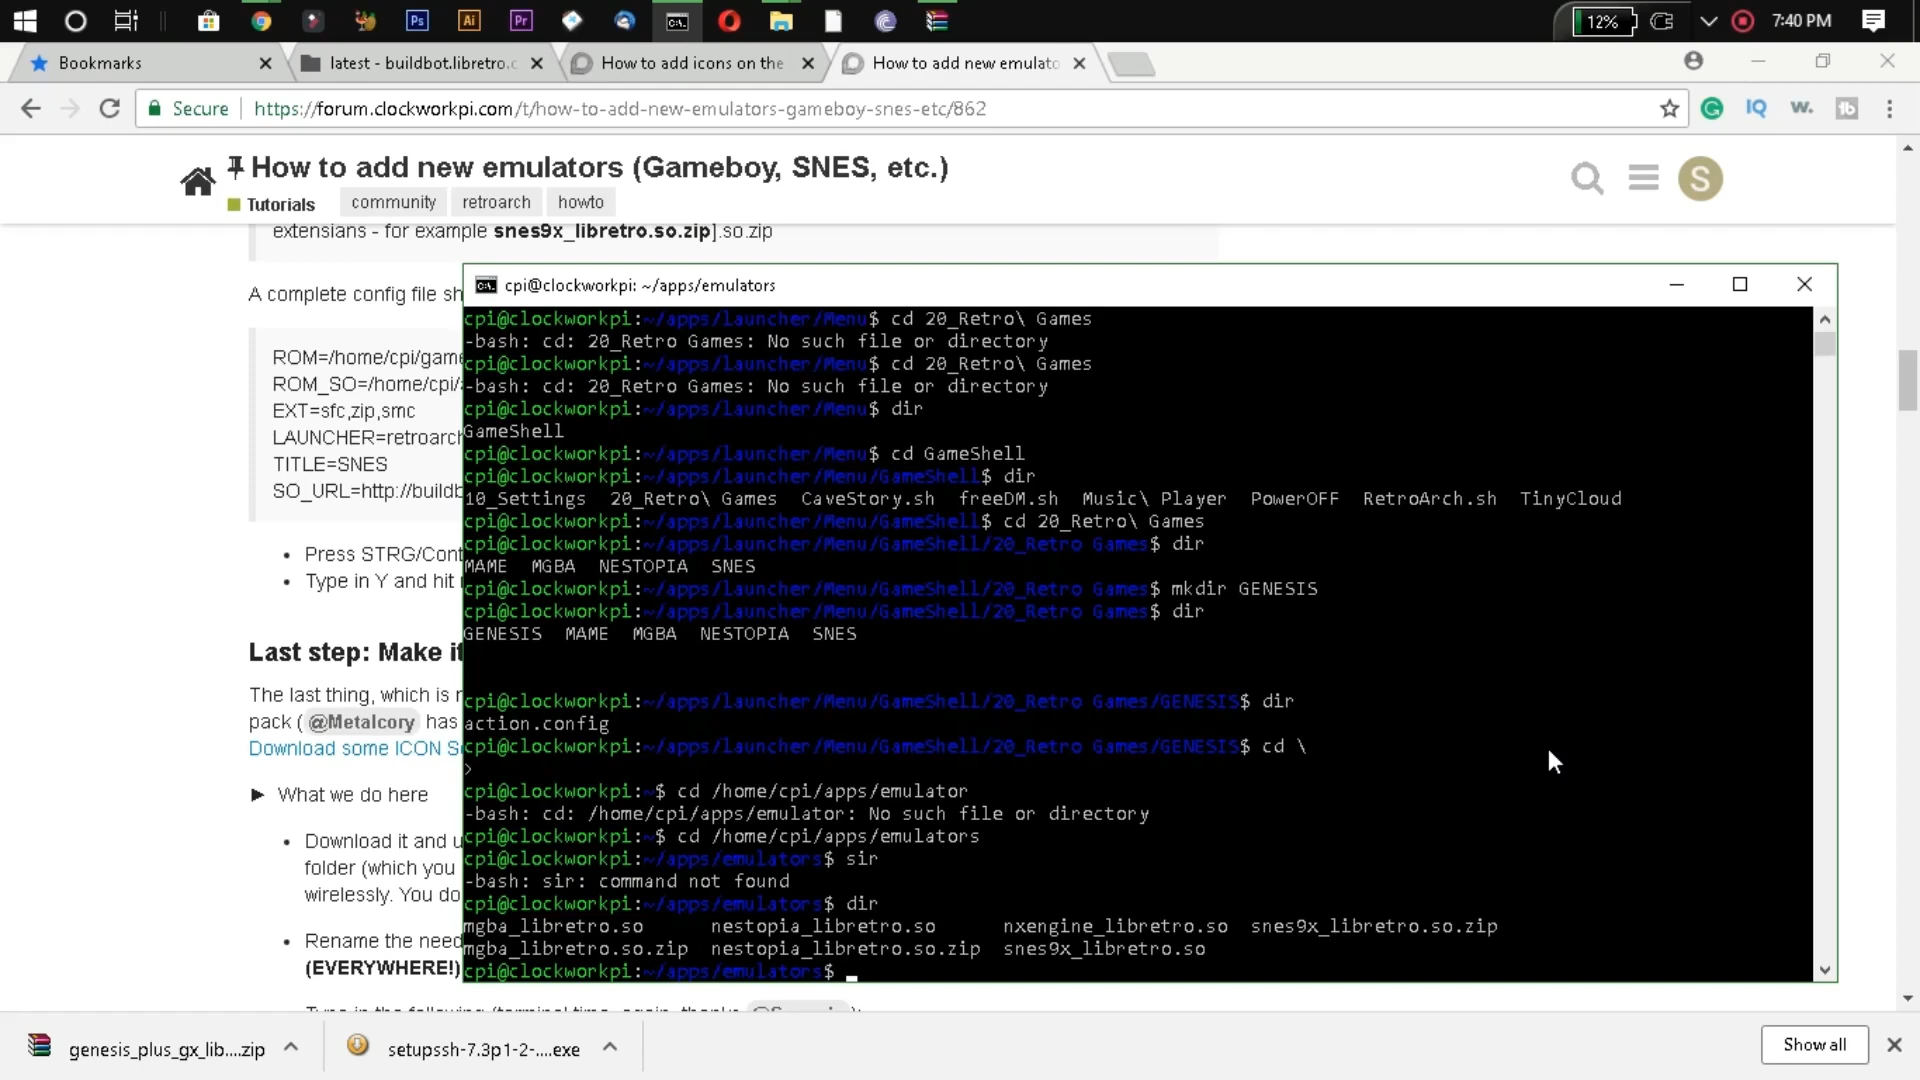 Ps
Ai
Pr
12%
7:40 PM
Bookmarks
latest - buildbot.libretro.c
How to add icons on the
How to add new emulato
Secure
https://forum.clockworkpi.com/t/how-to-add-new-emulators-gameboy-snes-etc/862
IQ
w.
tb
How to add new emulators (Gameboy, SNES, etc.)
S
Tutorials
community
retroarch
howto
extensions - for example snes9x_libretro.so.zip].so.zip
A complete config file sh
ROM=/home/cpi/game
ROM_SO=/home/cpi/
EXT=sfc,zip,smc
LAUNCHER=retroarch
TITLE=SNES
SO_URL=http://buildb
Press STRG/Cont
Type in Y and hit
Last step: Make it
The last thing, which is
pack ( @Metalcory has
Download some ICON S
What we do here
Download it and u
folder (which you
wirelessly. You do
Rename the need
(EVERYWHERE!)
cpi@clockworkpi: ~/apps/emulators
cpi@clockworkpi:~/apps/launcher/Menu$ cd 20_Retro\ Games
-bash: cd: 20_Retro Games: No such file or directory
cpi@clockworkpi:~/apps/launcher/Menu$ cd 20_Retro\ Games
-bash: cd: 20_Retro Games: No such file or directory
cpi@clockworkpi:~/apps/launcher/Menu$ dir
GameShell
cpi@clockworkpi:~/apps/launcher/Menu$ cd GameShell
cpi@clockworkpi:~/apps/launcher/Menu/GameShell$ dir
10_Settings  20_Retro\ Games  CaveStory.sh  freeDM.sh  Music\ Player  PowerOFF  RetroArch.sh  TinyCloud
cpi@clockworkpi:~/apps/launcher/Menu/GameShell$ cd 20_Retro\ Games
cpi@clockworkpi:~/apps/launcher/Menu/GameShell/20_Retro Games$ dir
MAME  MGBA  NESTOPIA  SNES
cpi@clockworkpi:~/apps/launcher/Menu/GameShell/20_Retro Games$ mkdir GENESIS
cpi@clockworkpi:~/apps/launcher/Menu/GameShell/20_Retro Games$ dir
GENESIS  MAME  MGBA  NESTOPIA  SNES
cpi@clockworkpi:~/apps/launcher/Menu/GameShell/20_Retro Games/GENESIS$ dir
action.config
cpi@clockworkpi:~/apps/launcher/Menu/GameShell/20_Retro Games/GENESIS$ cd \
>
cpi@clockworkpi:~$ cd /home/cpi/apps/emulator
-bash: cd: /home/cpi/apps/emulator: No such file or directory
cpi@clockworkpi:~$ cd /home/cpi/apps/emulators
cpi@clockworkpi:~/apps/emulators$ sir
-bash: sir: command not found
cpi@clockworkpi:~/apps/emulators$ dir
mgba_libretro.so      nestopia_libretro.so      nxengine_libretro.so  snes9x_libretro.so.zip
mgba_libretro.so.zip  nestopia_libretro.so.zip  snes9x_libretro.so
cpi@clockworkpi:~/apps/emulators$
genesis_plus_gx_lib....zip
setupssh-7.3p1-2-....exe
Show all